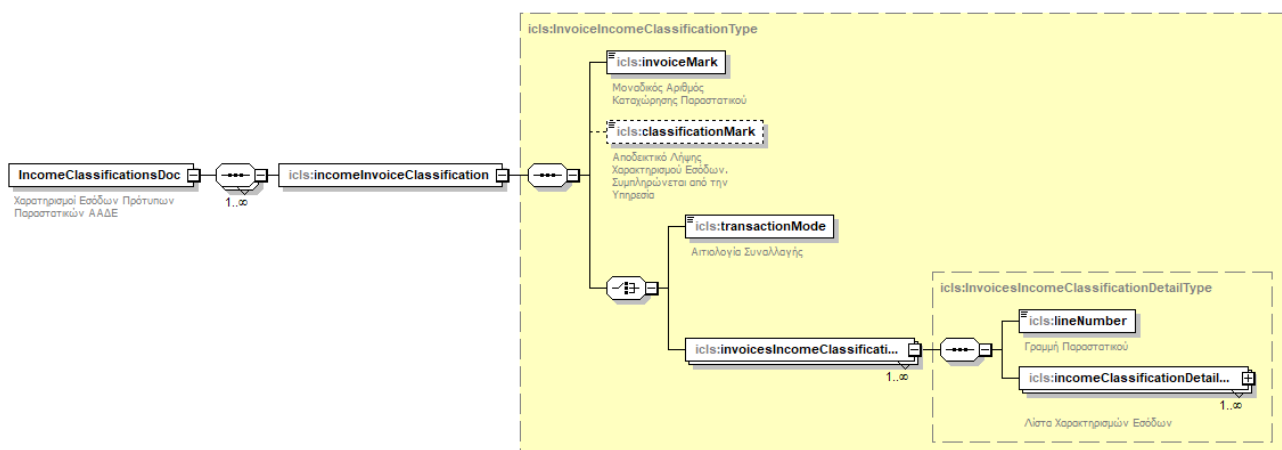 icls:InvoiceIncomeClassificationType
icls:invoiceMark
Μοναδικός Αριθμός
Καταχώρησης Παραστατικού
icls:classificationMark
Αποδεικτικό Λήψης
Χαρακτηρισμού Εσόδων.
Συμπληρώνεται από την
Υπηρεσία
IncomeClassificationsDoc
Χαρατηρισμοί Εσόδων Πρότυπων
Παραστατικών ΑΑΔΕ
1..∞
icls:incomeInvoiceClassification
icls:transactionMode
Αιτιολογία Συναλλαγής
icls:invoicesIncomeClassificati...
1..∞
icls:InvoicesIncomeClassificationDetailType
icls:lineNumber
Γραμμή Παραστατικού
icls:incomeClassificationDetail...
1..∞
Λίστα Χαρακτηρισμών Εσόδων